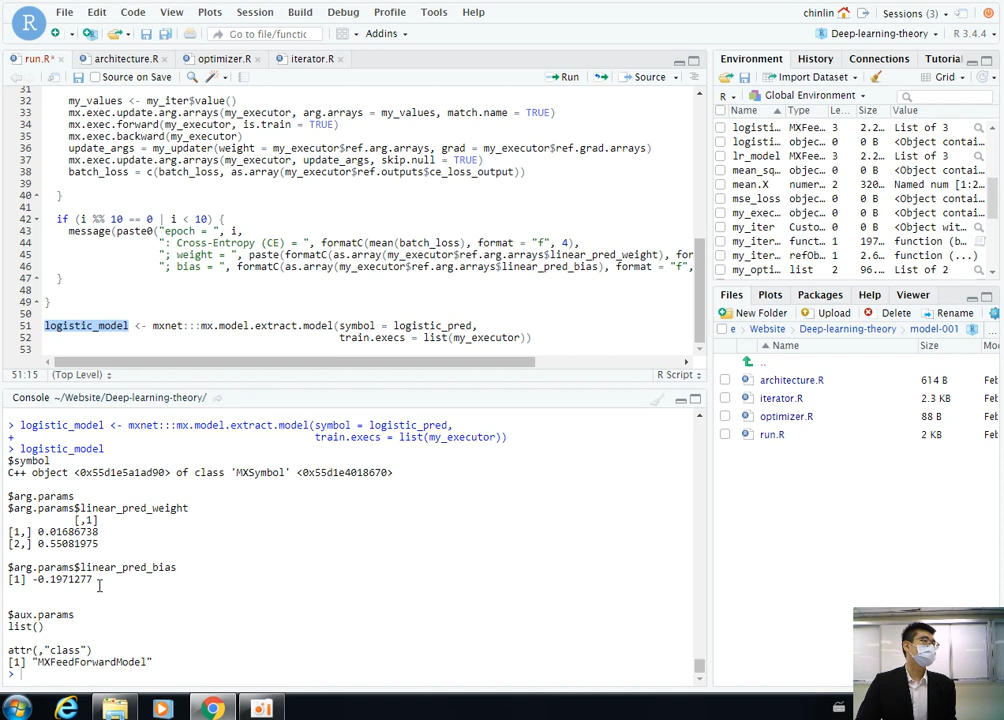 File Edit Code View Plots Session Build Debug Profile Tools Help
chinlin Sessions (3)
Go to file/functic Addins
Deep-learning-theory R 3.4.4
run.R* architecture.R optimizer.R iterator.R
Source on Save Run Source
31
32 my_values <- my_iter$value()
33 mx.exec.update.arg.arrays(my_executor, arg.arrays = my_values, match.name = TRUE)
34 mx.exec.forward(my_executor, is.train = TRUE)
35 mx.exec.backward(my_executor)
36 update_args = my_updater(weight = my_executor$ref.arg.arrays, grad = my_executor$ref.grad.arrays)
37 mx.exec.update.arg.arrays(my_executor, update_args, skip.null = TRUE)
38 batch_loss = c(batch_loss, as.array(my_executor$ref.outputs$ce_loss_output))
39
40 }
41
42 if (i %% 10 == 0 | i < 10) {
43 message(paste0("epoch = ", i,
44 ": Cross-Entropy (CE) = ", formatC(mean(batch_loss), format = "f", 4),
45 "; weight = ", paste(formatC(as.array(my_executor$ref.arg.arrays$linear_pred_weight), for
46 "; bias = ", formatC(as.array(my_executor$ref.arg.arrays$linear_pred_bias), format = "f",
47 }
48
49 }
50
51 logistic_model <- mxnet:::mx.model.extract.model(symbol = logistic_pred,
52 train.execs = list(my_executor))
53
51:15 (Top Level) R Script
Console ~/Website/Deep-learning-theory/
> logistic_model <- mxnet:::mx.model.extract.model(symbol = logistic_pred,
+ train.execs = list(my_executor))
> logistic_model
$symbol
C++ object <0x55d1e5a1ad90> of class 'MXSymbol' <0x55d1e4018670>
$arg.params
$arg.params$linear_pred_weight
[,1]
[1,] 0.01686738
[2,] 0.55081975
$arg.params$linear_pred_bias
[1] -0.1971277
$aux.params
list()
attr(,"class")
[1] "MXFeedForwardModel"
>
Environment History Connections Tutorial
Import Dataset Grid
R Global Environment
Name Type Le… Size Value
logisti… MXFee… 3 2.2… List of 3
logisti… objec… 0 0 B <Object contai…
lr_model MXFee… 3 2.2… List of 3
mean_sq… objec… 0 0 B <Object contai…
mean.X numer… 2 320… Named num [1:2…
mse_loss objec… 0 0 B <Object contai…
my_exec… objec… 0 0 B <Object contai…
my_iter Custo… 0 0 B <Object wit…
my_iter… funct… 1 197… function (b…
my_iter… refObj… 1 2.6… function (...)
my_opti… list 2 96.… List of 2
Files Plots Packages Help Viewer
New Folder Upload Delete Rename
e Website Deep-learning-theory model-001
Name Size Mo
..
architecture.R 614 B Feb
iterator.R 2.3 KB Feb
optimizer.R 88 B Feb
run.R 2 KB Feb